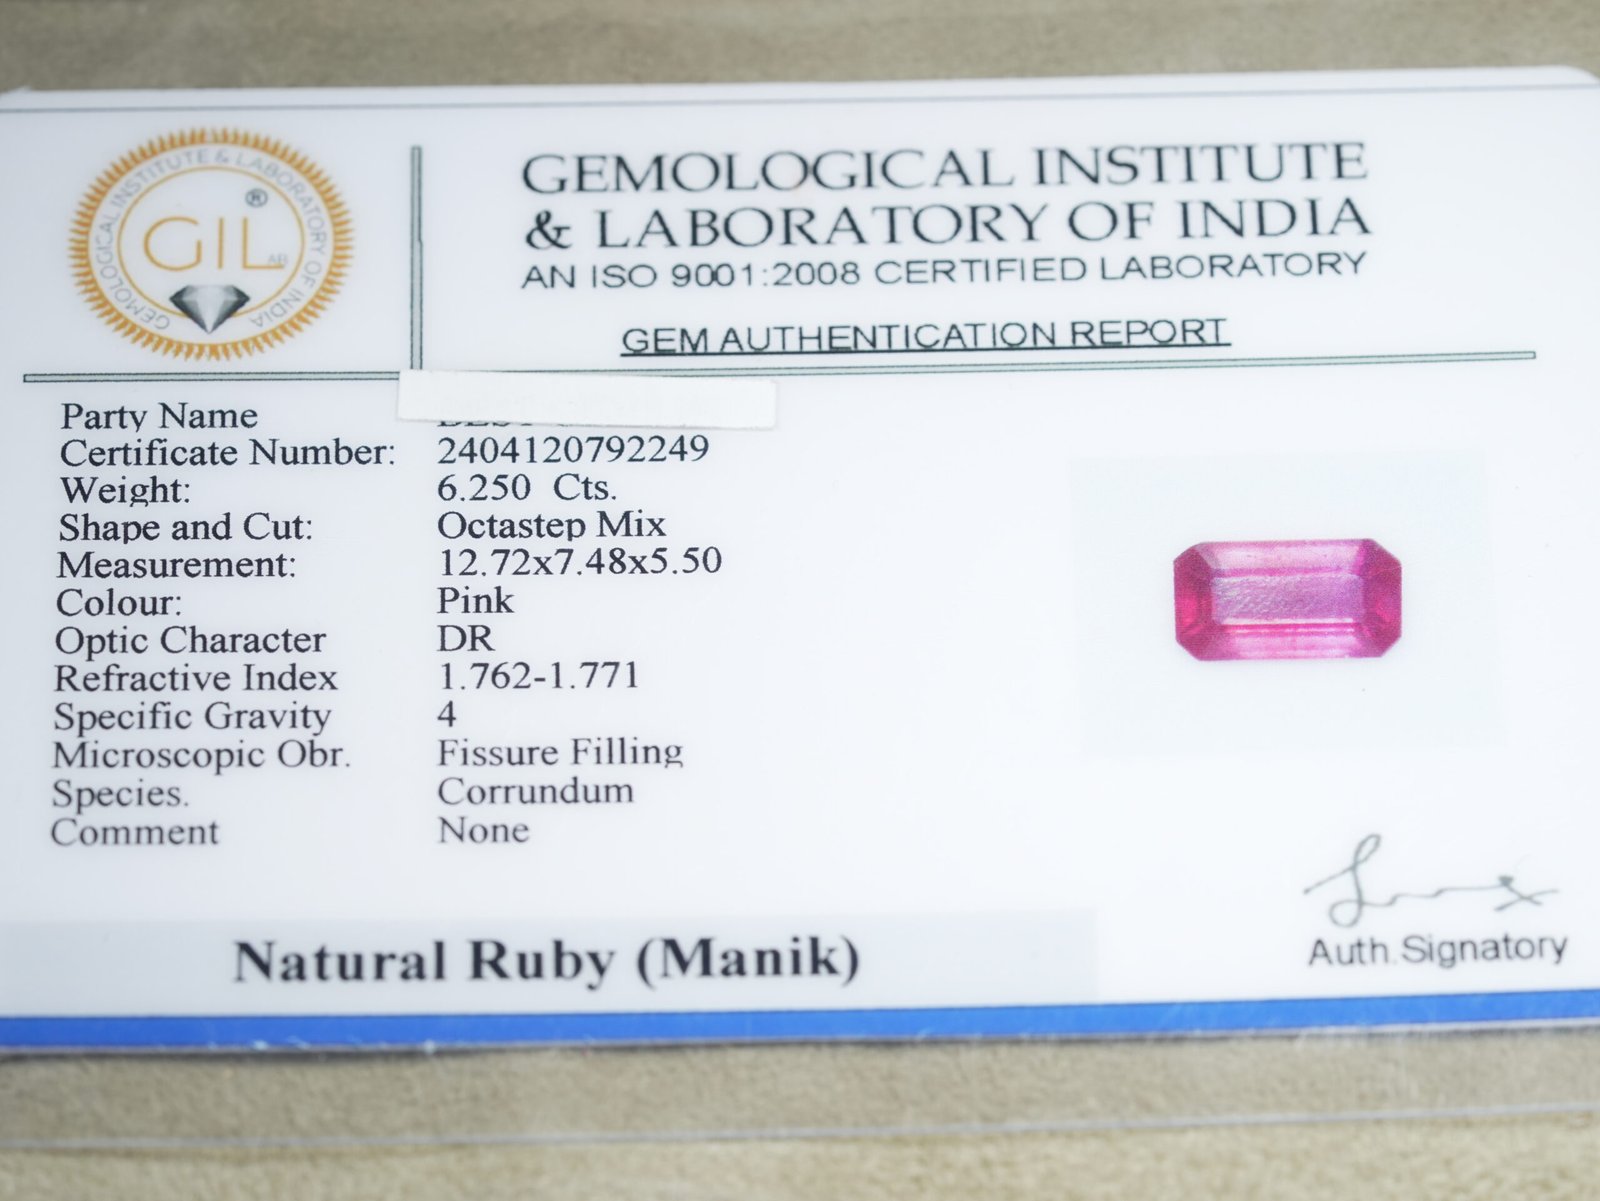 GEMOLOGICAL INSTITUTE & LABORATORY OF INDIA
®
GIL
AB
GEMOLOGICAL INSTITUTE
& LABORATORY OF INDIA
AN ISO 9001:2008 CERTIFIED LABORATORY
GEM AUTHENTICATION REPORT
Party Name
Certificate Number: 2404120792249
Weight: 6.250 Cts.
Shape and Cut: Octastep Mix
Measurement: 12.72x7.48x5.50
Colour: Pink
Optic Character DR
Refractive Index 1.762-1.771
Specific Gravity 4
Microscopic Obr. Fissure Filling
Species. Corrundum
Comment None
Natural Ruby (Manik)
Auth.Signatory